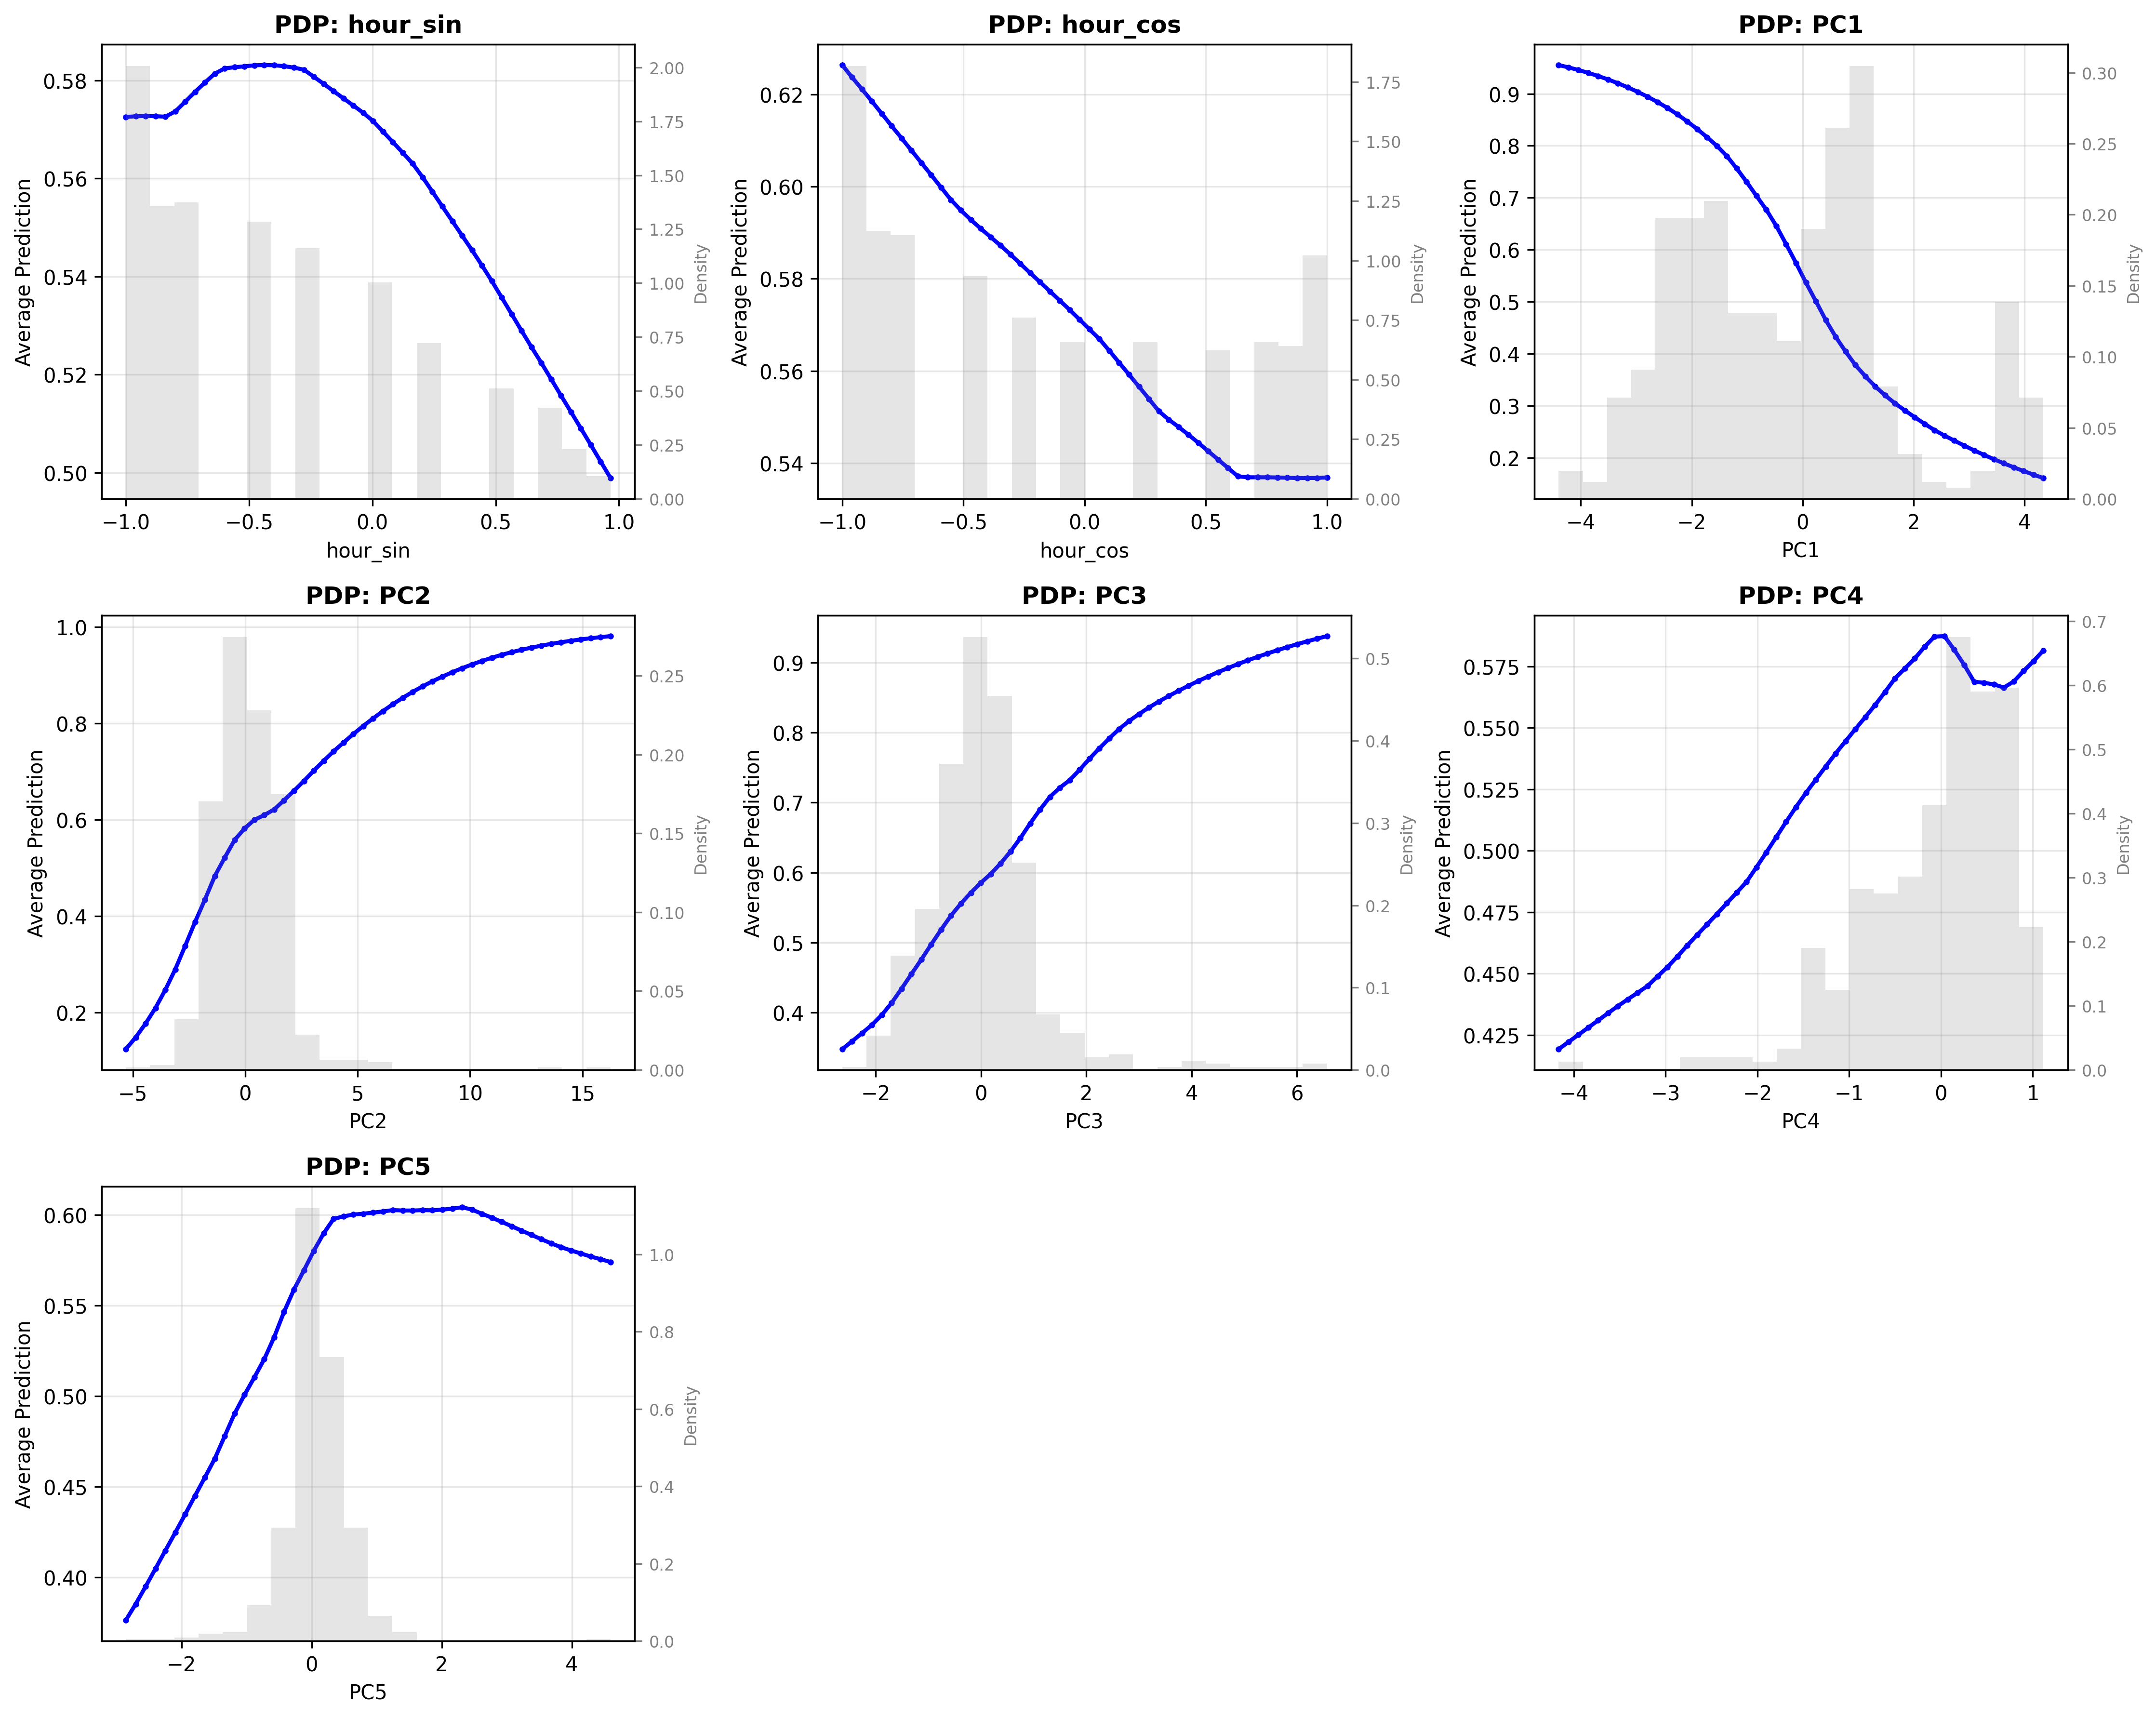 PDP: hour_sin
0.58
0.56
0.54
0.52
0.50
Average Prediction
2.00
1.75
1.50
1.25
1.00
0.75
0.50
0.25
0.00
Density
−1.0 −0.5 0.0 0.5 1.0
hour_sin
PDP: hour_cos
0.62
0.60
0.58
0.56
0.54
Average Prediction
1.75
1.50
1.25
1.00
0.75
0.50
0.25
0.00
Density
−1.0 −0.5 0.0 0.5 1.0
hour_cos
PDP: PC1
0.9
0.8
0.7
0.6
0.5
0.4
0.3
0.2
Average Prediction
0.30
0.25
0.20
0.15
0.10
0.05
0.00
Density
−4 −2 0 2 4
PC1
PDP: PC2
1.0
0.8
0.6
0.4
0.2
Average Prediction
0.25
0.20
0.15
0.10
0.05
0.00
Density
−5 0 5 10 15
PC2
PDP: PC3
0.9
0.8
0.7
0.6
0.5
0.4
Average Prediction
0.5
0.4
0.3
0.2
0.1
0.0
Density
−2 0 2 4 6
PC3
PDP: PC4
0.575
0.550
0.525
0.500
0.475
0.450
0.425
Average Prediction
0.7
0.6
0.5
0.4
0.3
0.2
0.1
0.0
Density
−4 −3 −2 −1 0 1
PC4
PDP: PC5
0.60
0.55
0.50
0.45
0.40
Average Prediction
1.0
0.8
0.6
0.4
0.2
0.0
Density
−2 0 2 4
PC5